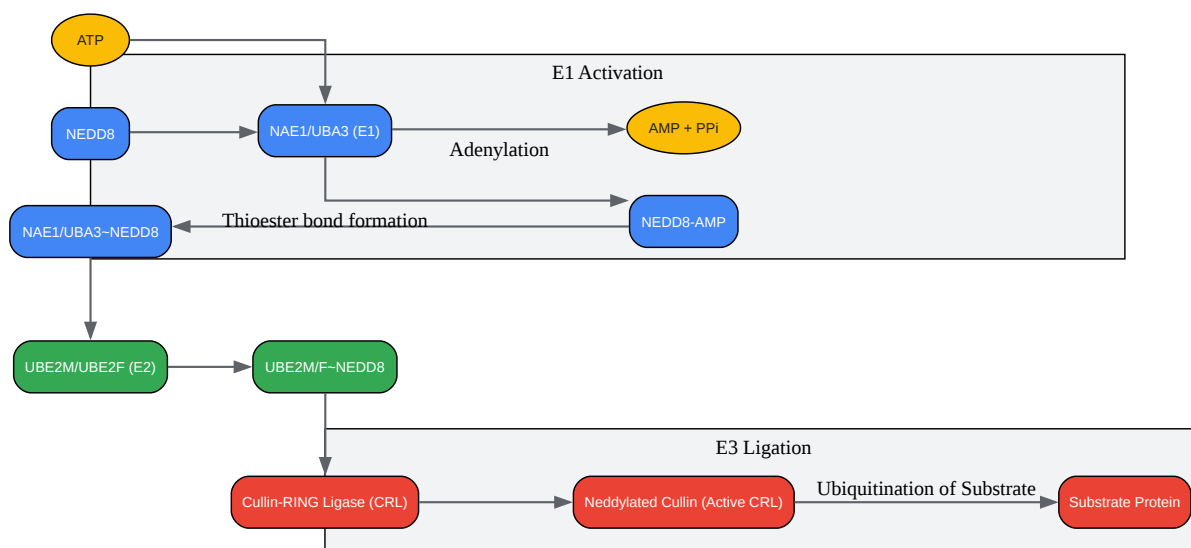 ATP
E1 Activation
NEDD8
NAE1/UBA3 (E1)
AMP + PPi
Adenylation
NAE1/UBA3~NEDD8
Thioester bond formation
NEDD8-AMP
UBE2M/UBE2F (E2)
UBE2M/F~NEDD8
E3 Ligation
Cullin-RING Ligase (CRL)
Neddylated Cullin (Active CRL)
Ubiquitination of Substrate
Substrate Protein